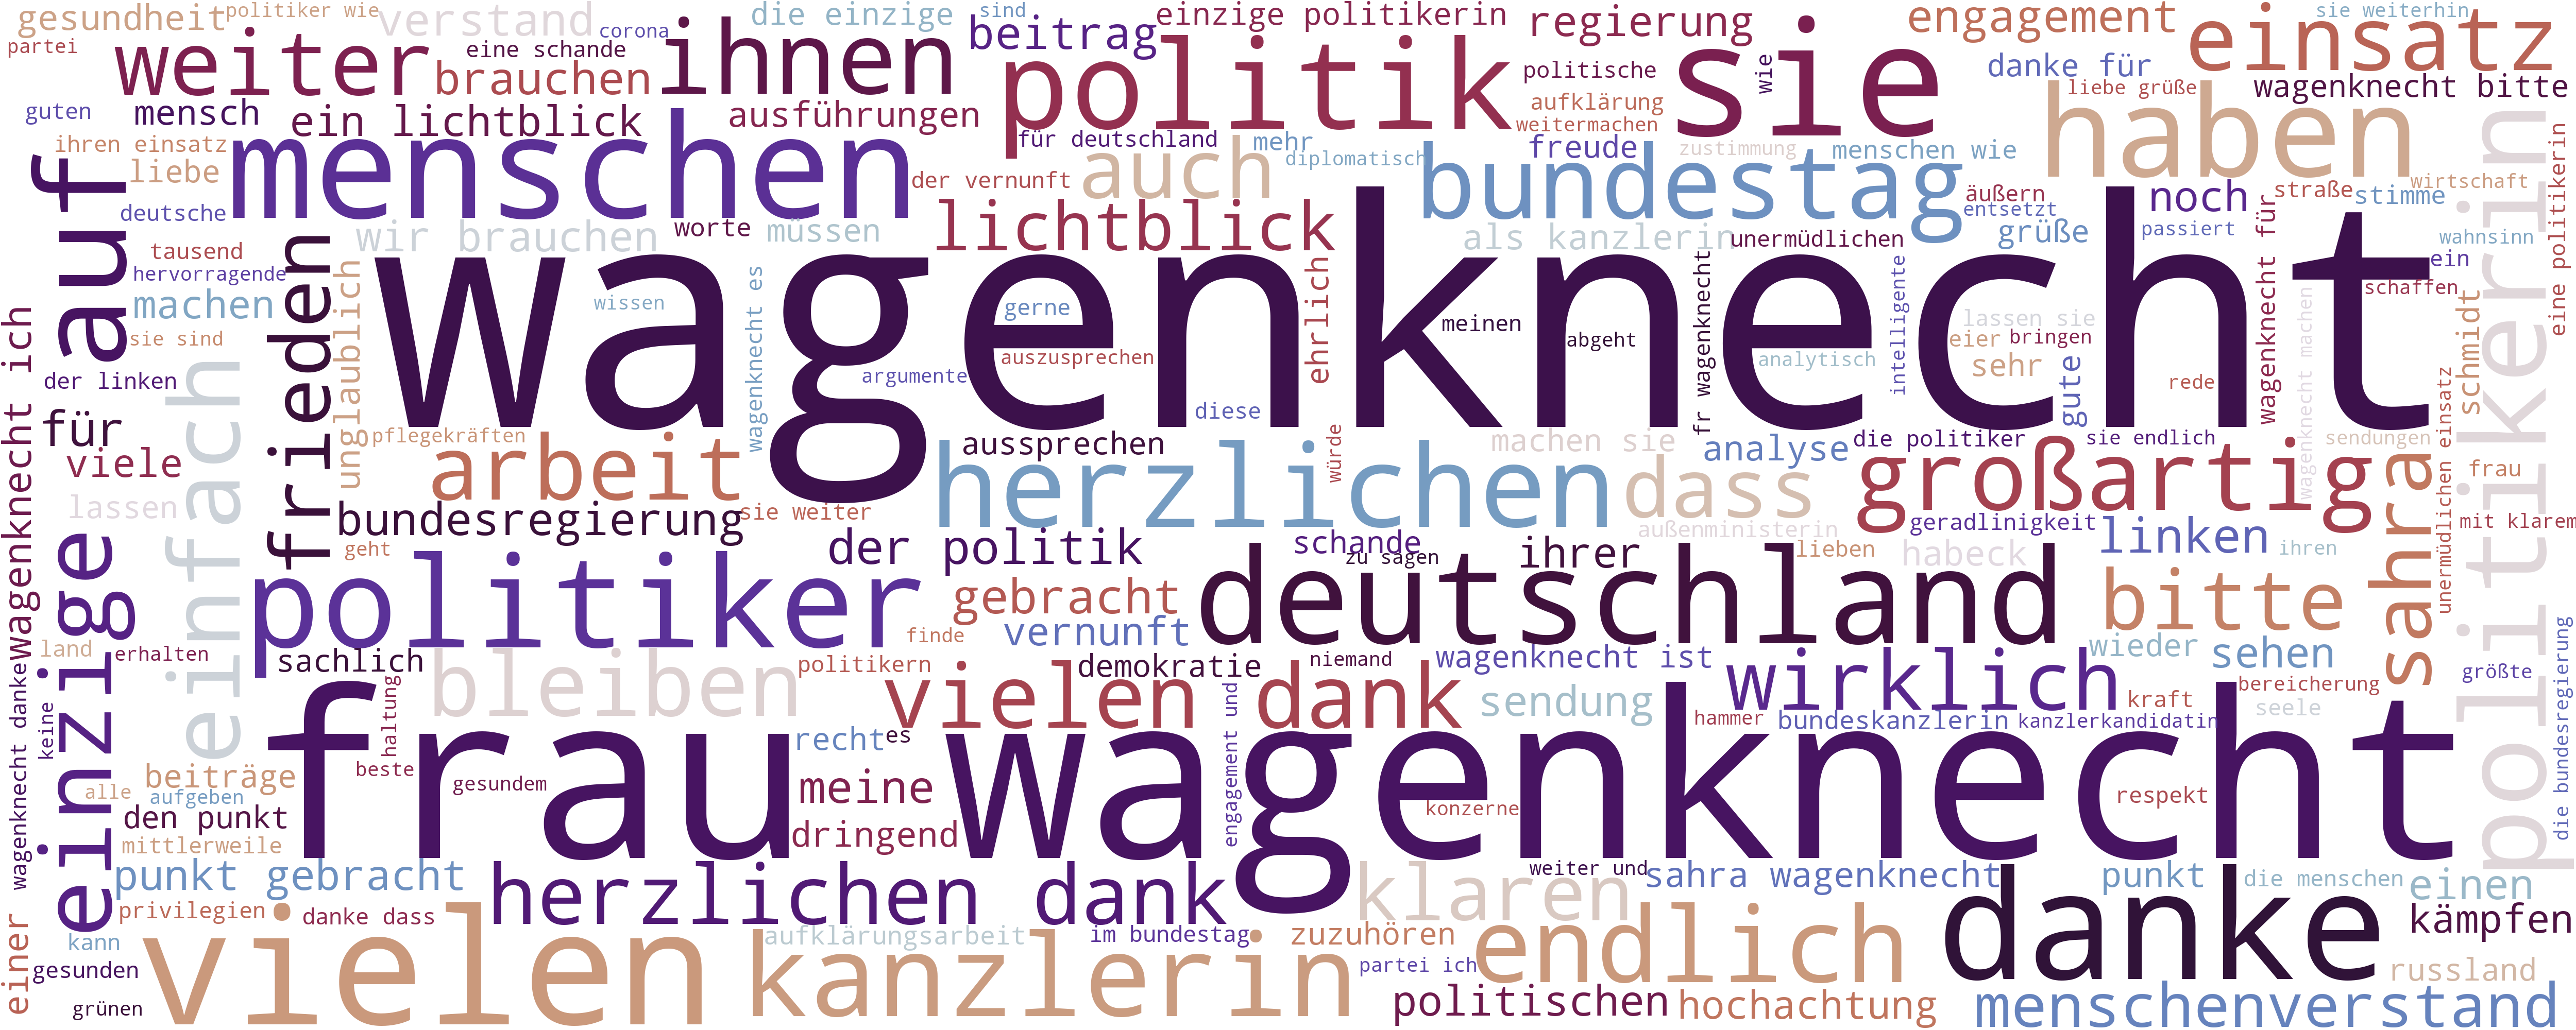 gesundheit
politiker wie
verstand
corona
die einzige
sind
einzige politikerin
regierung
engagement
sie weiterhin
partei
weiter
eine schande
ihnen
beitrag
politik
sie
einsatz
brauchen
politische
wie
danke für
liebe grüße
wagenknecht bitte
guten
mensch
ein lichtblick
ausführungen
aufklärung
weitermachen
haben
politikerin
eine politikerin
ihren einsatz
liebe
menschen
für deutschland
auch
mehr
diplomatisch
freude
zustimmung
menschen wie
bundestag
auf
deutsche
der vernunft
äußern
entsetzt
noch
straße
stimme
wirtschaft
wir brauchen
worte
müssen
lichtblick
als kanzlerin
unermüdlichen
grüße
passiert
wagenknecht für
wahnsinn
tausend
hervorragende
frieden
unglaublich
wagenknecht
ein
schaffen
machen
wissen
wagenknecht es
gerne
ehrlich
meinen
abgeht
fr wagenknecht
analytisch
intelligente
lassen sie
eier
bringen
sehr
gute
rede
wagenknecht machen
schmidt
sie sind
der linken
auszusprechen
argumente
diese
wagenknecht ich
einfach
für
viele
lassen
pflegekräften
arbeit
aussprechen
würde
machen sie
analyse
die politiker
sie endlich
sendungen
frau
herzlichen
dass
großartig
sahra
unermüdlichen einsatz
mit klarem
bundesregierung
sie weiter
außenministerin
geradlinigkeit
linken
ihren
einzige
geht
der politik
schande
zu sagen
ihrer
lieben
habeck
politiker
gebracht
deutschland
bitte
finde
vernunft
wieder
sehen
land
erhalten
sachlich
bleiben
politikern
demokratie
niemand
wagenknecht ist
wirklich
größte
die bundesregierung
wagenknecht danke
keine
haltung
vielen dank
sendung
kraft
bereicherung
seele
hammer
bundeskanzlerin
kanzlerkandidatin
frau wagenknecht
recht
es
engagement und
beiträge
beste
gesundem
meine
konzerne
respekt
alle
aufgeben
den punkt
dringend
mittlerweile
punkt gebracht
herzlichen dank
klaren
weiter und
sahra wagenknecht
punkt
die menschen
einen
privilegien
danke dass
danke
kämpfen
einer
kann
vielen
aufklärungsarbeit
im bundestag
zuzuhören
endlich
gesunden
kanzlerin
partei ich
russland
grünen
politischen
hochachtung
menschenverstand